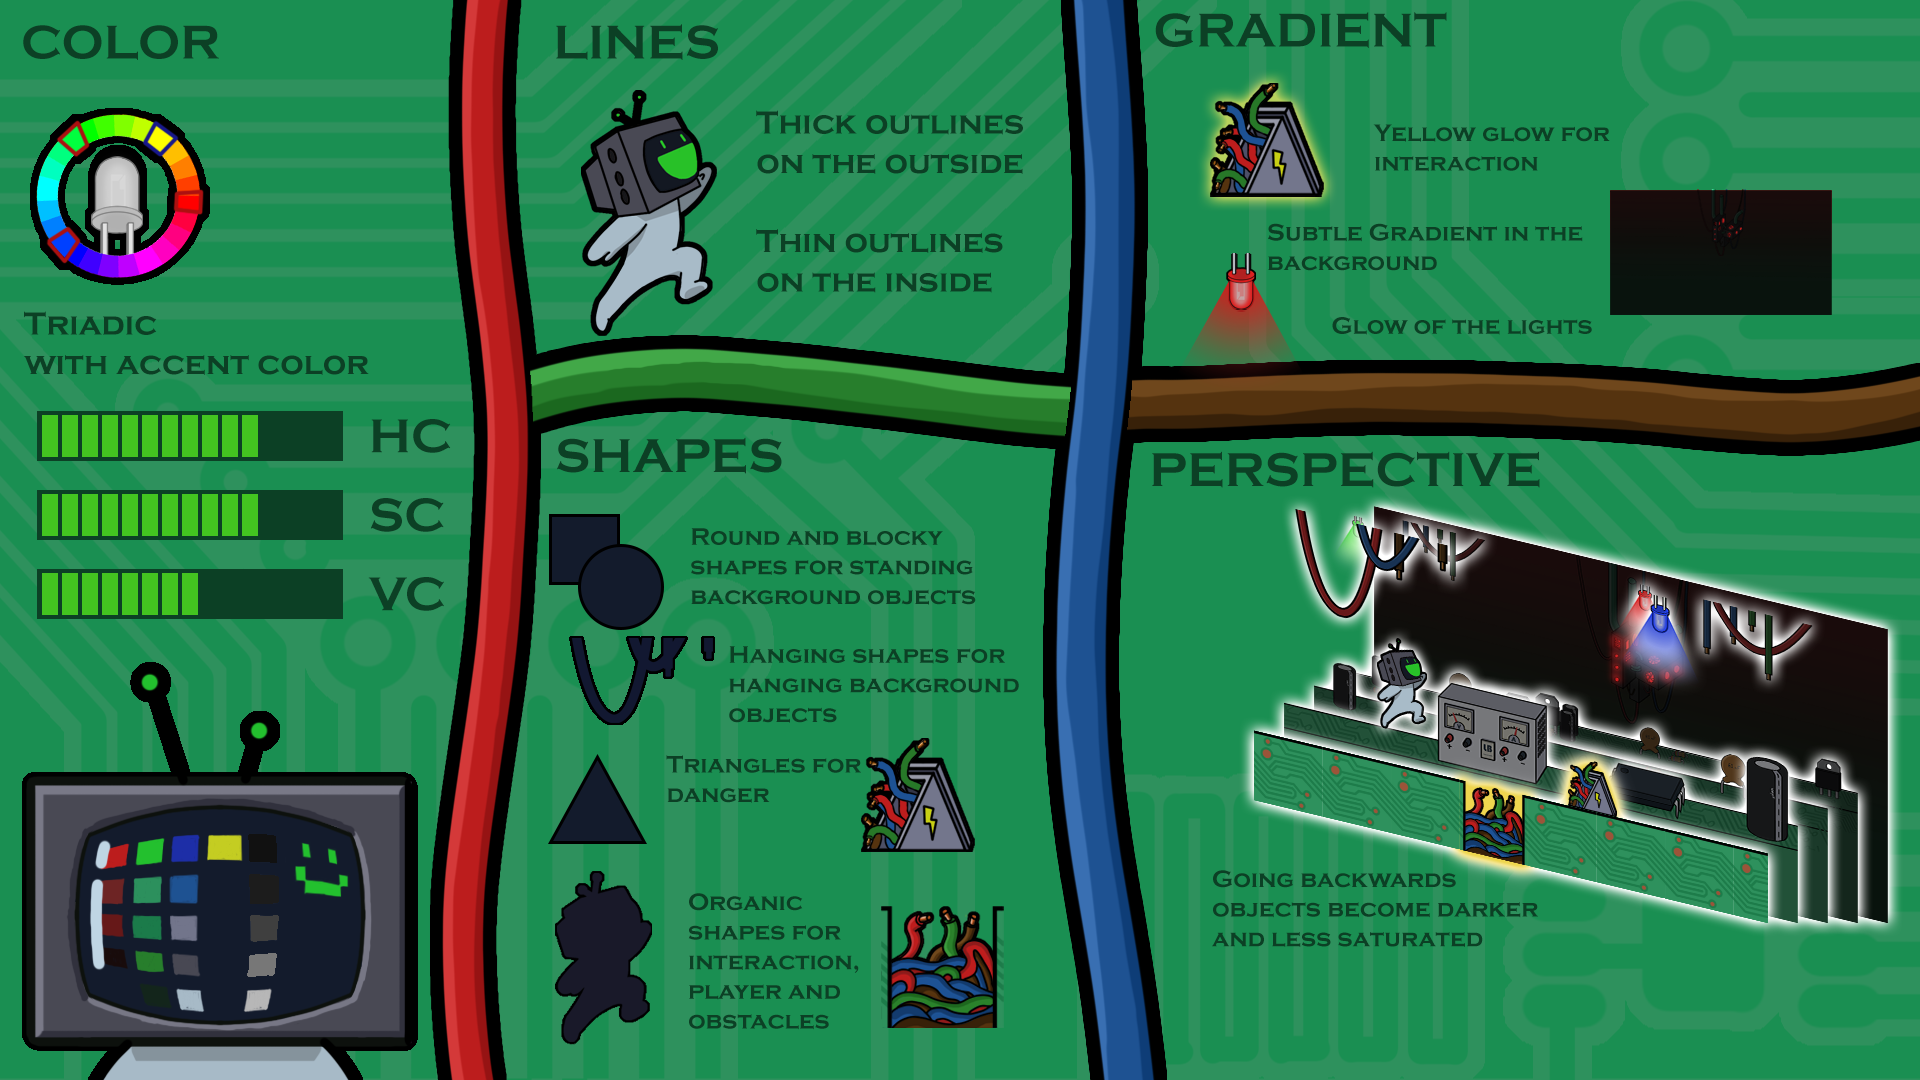 COLOR
TRIADIC
WITH ACCENT COLOR
HC
SC
VC
LINES
THICK OUTLINES
ON THE OUTSIDE
THIN OUTLINES
ON THE INSIDE
SHAPES
ROUND AND BLOCKY
SHAPES FOR STANDING
BACKGROUND OBJECTS
HANGING SHAPES FOR
HANGING BACKGROUND
OBJECTS
TRIANGLES FOR
DANGER
ORGANIC
SHAPES FOR
INTERACTION,
PLAYER AND
OBSTACLES
GRADIENT
YELLOW GLOW FOR
INTERACTION
SUBTLE GRADIENT IN THE
BACKGROUND
GLOW OF THE LIGHTS
PERSPECTIVE
GOING BACKWARDS
OBJECTS BECOME DARKER
AND LESS SATURATED